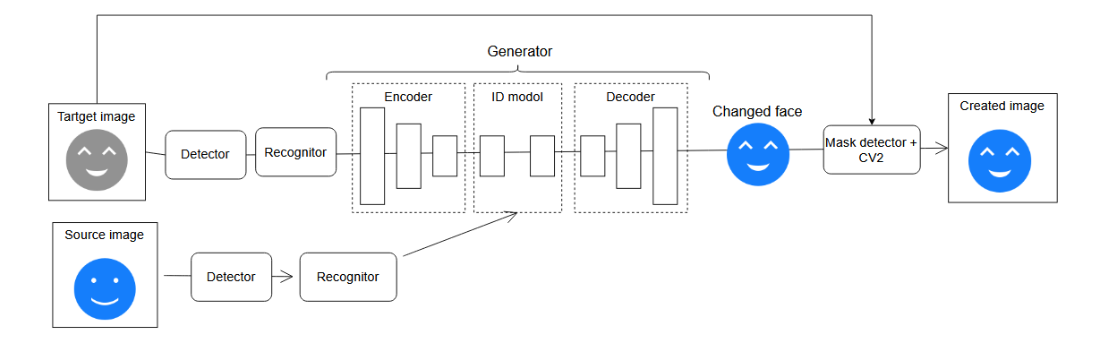 Generator
Encoder
ID modol
Decoder
Tartget image
Detector
Recognitor
Changed face
Mask detector +
CV2
Created image
Source image
Detector
Recognitor